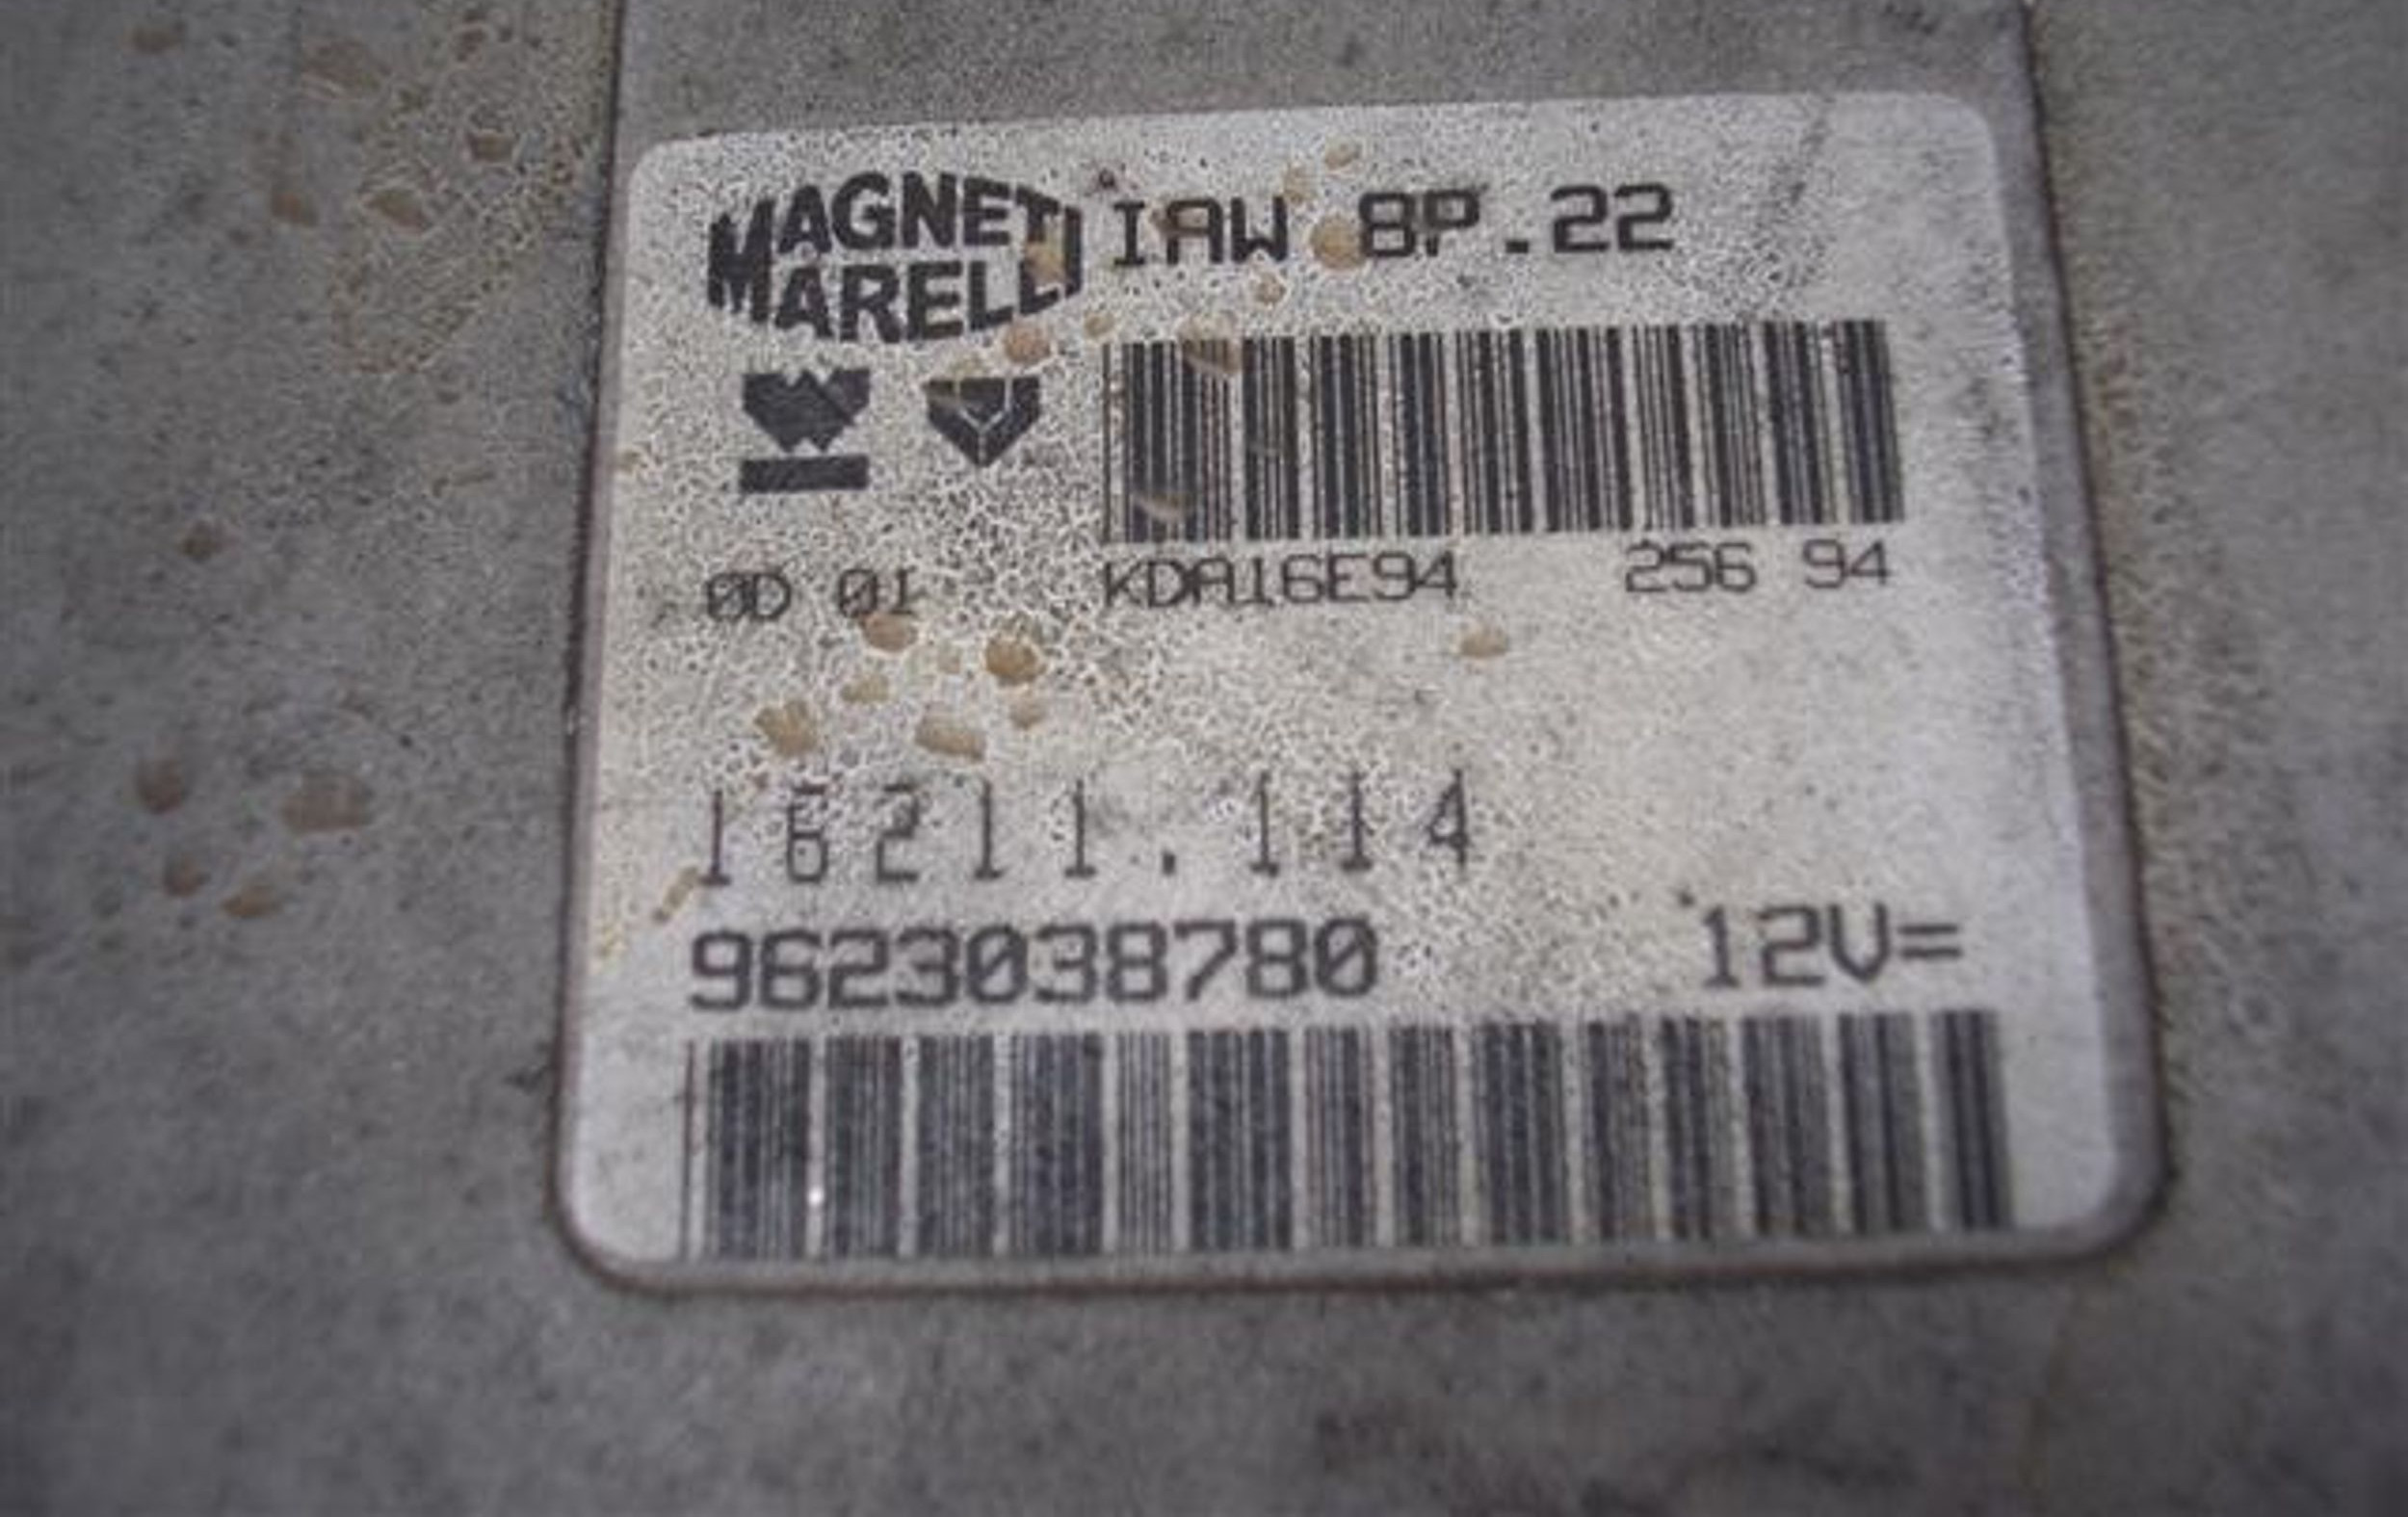 MAGNETI
MARELLI
IAW 8P.22
0D 01 KDA16E94 256 94
16211.114
9623038780 12V=